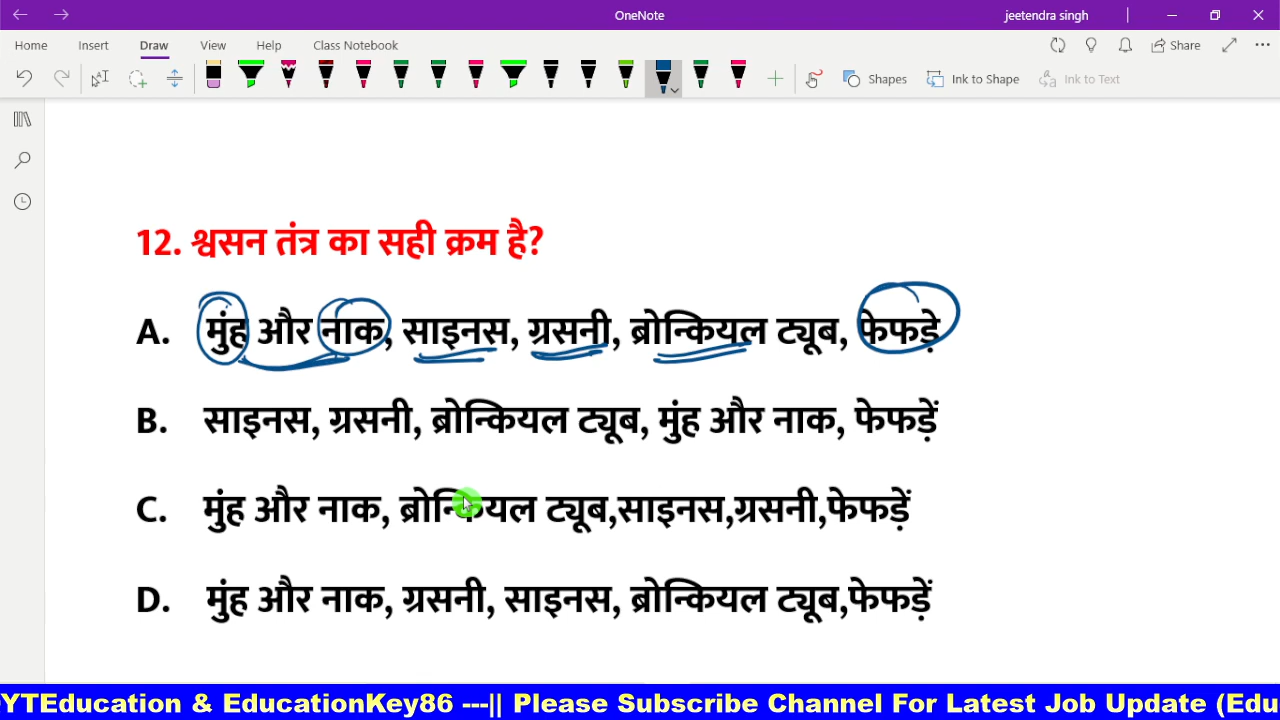 OneNote
jeetendra singh
Home Insert Draw View Help Class Notebook
Share
Shapes
Ink to Shape
Ink to Text
12. श्वसन तंत्र का सही क्रम है?
A. मुंह और नाक, साइनस, ग्रसनी, ब्रोन्कियल ट्यूब, फेफड़े
B. साइनस, ग्रसनी, ब्रोन्कियल ट्यूब, मुंह और नाक, फेफड़ें
C. मुंह और नाक, ब्रोन्कियल ट्यूब,साइनस,ग्रसनी,फेफड़ें
D. मुंह और नाक, ग्रसनी, साइनस, ब्रोन्कियल ट्यूब,फेफड़ें
YTEducation & EducationKey86 ---|| Please Subscribe Channel For Latest Job Update (Edu